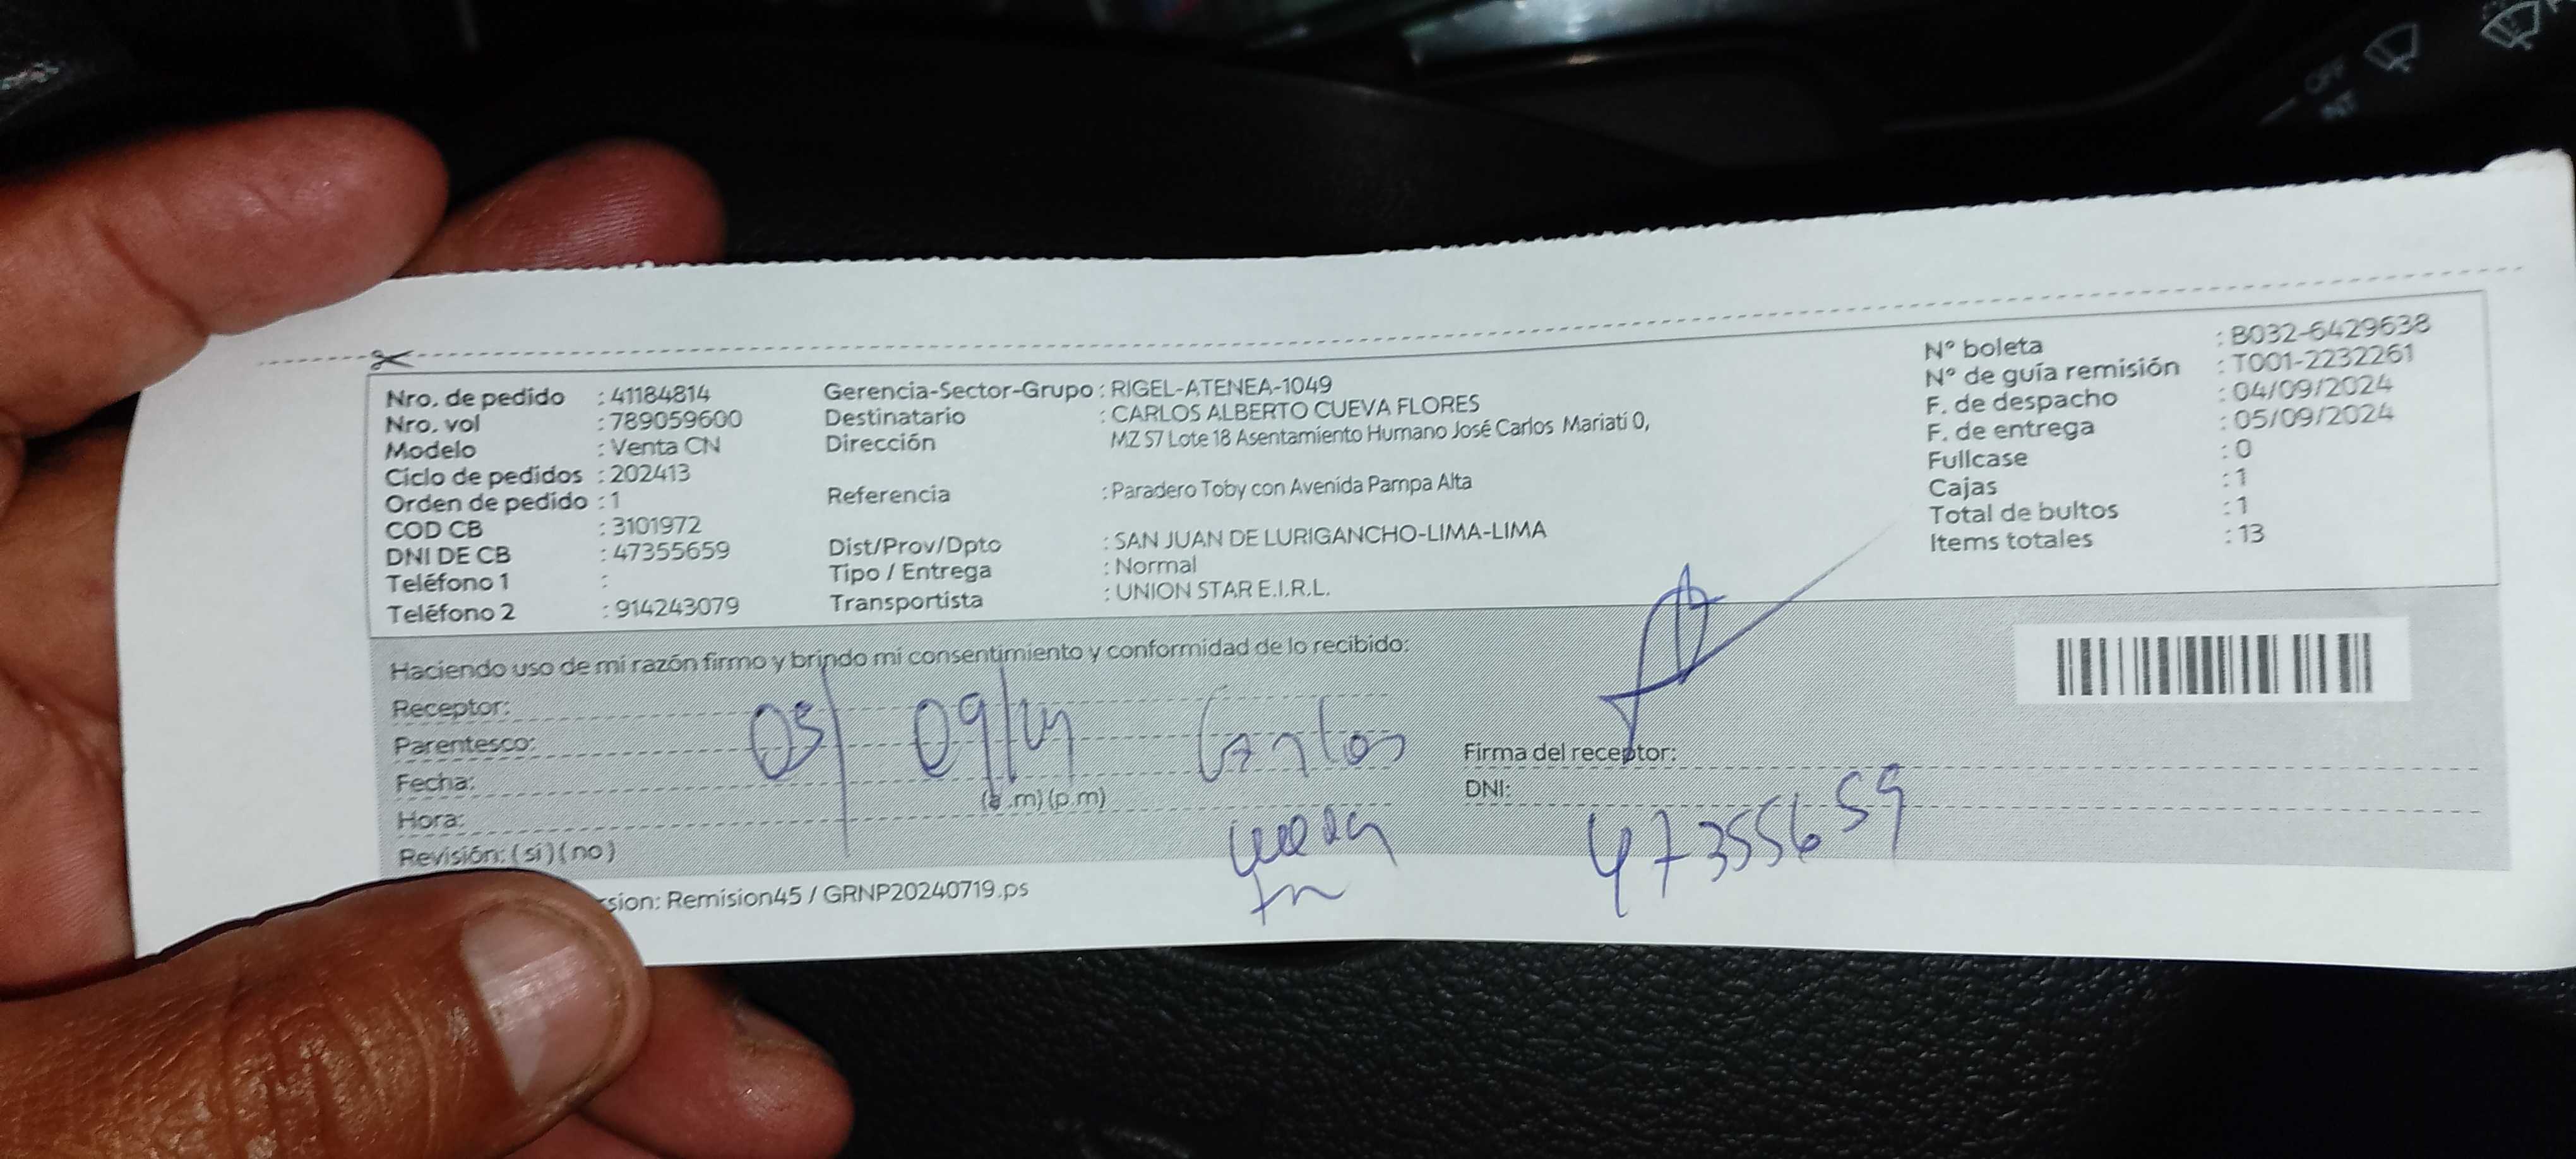 Nro. de pedido : 41184814
Nro. vol : 789059600
Modelo : Venta CN
Ciclo de pedidos : 202413
Orden de pedido : 1
COD CB : 3101972
DNI DE CB : 47355659
Teléfono 1 :
Teléfono 2 : 914243079
Gerencia-Sector-Grupo : RIGEL-ATENEA-1049
Destinatario : CARLOS ALBERTO CUEVA FLORES
Dirección MZ S7 Lote 18 Asentamiento Humano José Carlos Mariati 0,
Referencia : Paradero Toby con Avenida Pampa Alta
Dist/Prov/Dpto : SAN JUAN DE LURIGANCHO-LIMA-LIMA
Tipo / Entrega : Normal
Transportista : UNION STAR E.I.R.L.
N° boleta : B032-6429638
N° de guía remisión : T001-2232261
F. de despacho : 04/09/2024
F. de entrega : 05/09/2024
Fullcase : 0
Cajas : 1
Total de bultos : 1
Items totales : 13
Haciendo uso de mi razón firmo y brindo mi consentimiento y conformidad de lo recibido:
Receptor:
Parentesco:
Fecha:
Hora: (a.m)(p.m)
Revisión: (si)(no)
05/09/24
Carlos
Cueva
Firma del receptor:
DNI:
47355659
sion: Remision45 / GRNP20240719.ps
OFF
INT